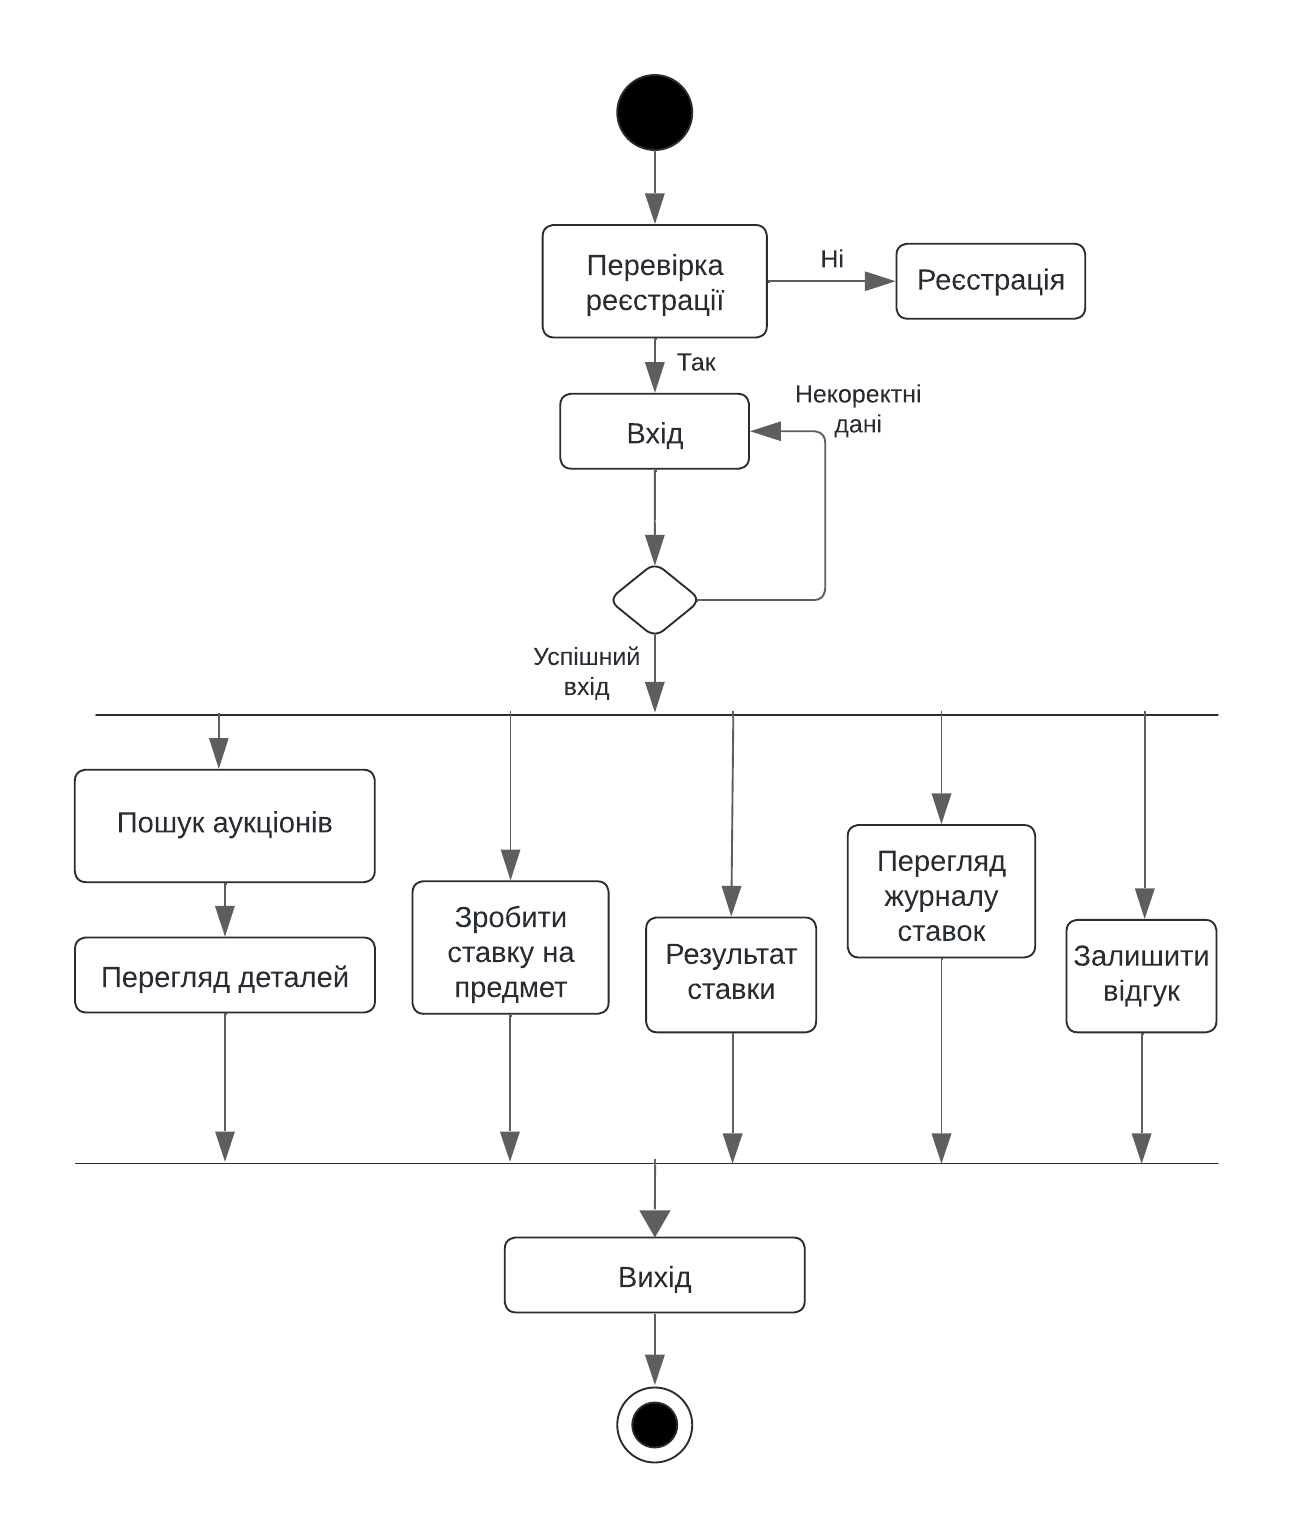 Перевірка
реєстрації
Ні
Реєстрація
Так
Некоректні
дані
Вхід
Успішний
вхід
Пошук аукціонів
Перегляд деталей
Зробити
ставку на
предмет
Результат
ставки
Перегляд
журналу
ставок
Залишити
відгук
Вихід